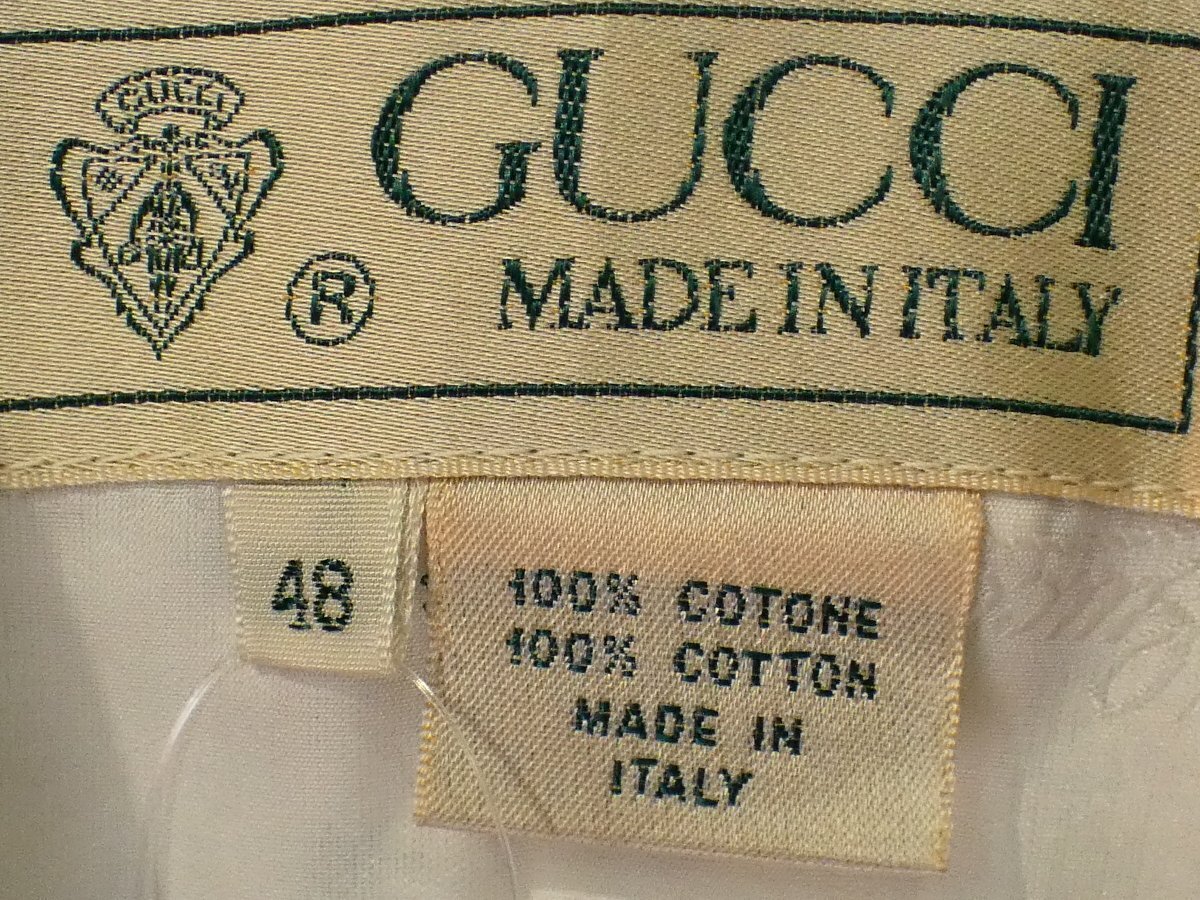 GUCCI
GUCCI
®
MADE IN ITALY
48
100% COTONE
100% COTTON
MADE IN
ITALY